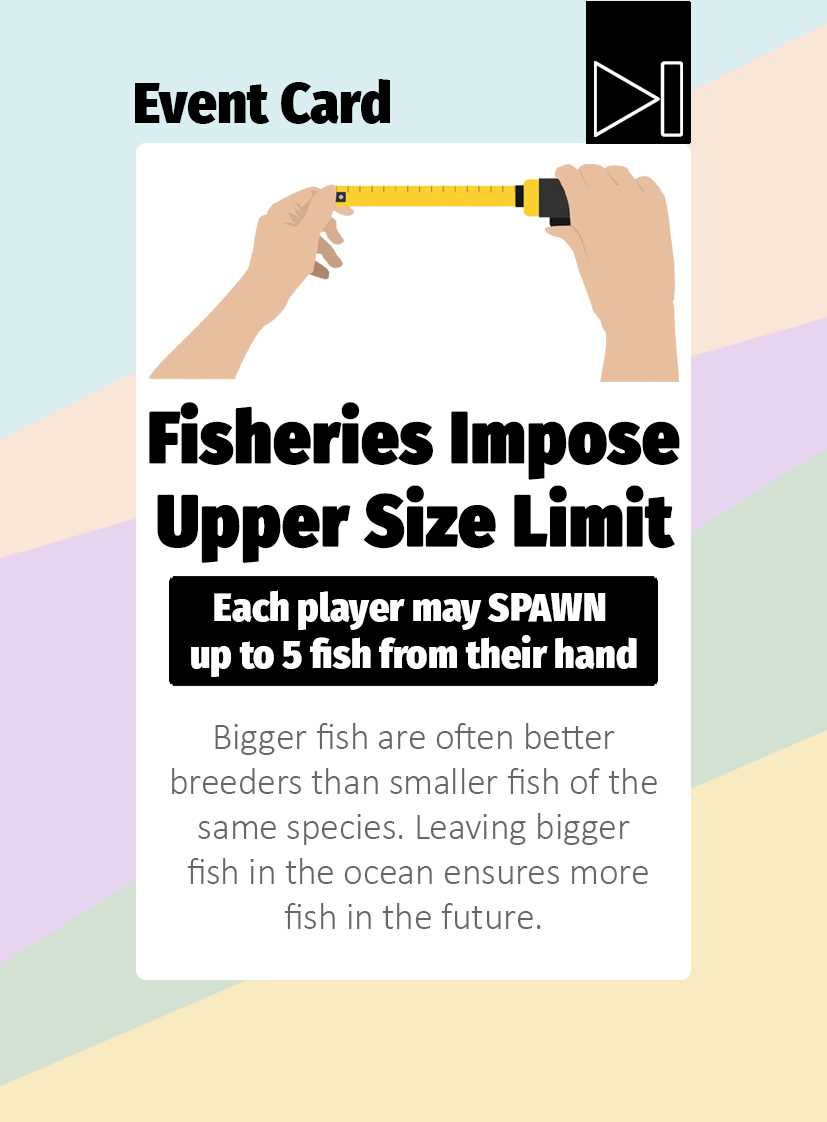 Event Card
Fisheries Impose
Upper Size Limit
Each player may SPAWN
up to 5 fish from their hand
Bigger fish are often better
breeders than smaller fish of the
same species. Leaving bigger
fish in the ocean ensures more
fish in the future.